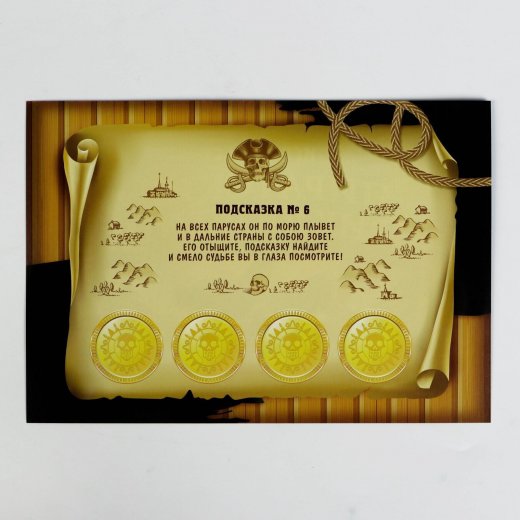 ПОДСКАЗКА № 6
НА ВСЕХ ПАРУСАХ ОН ПО МОРЮ ПЛЫВЕТ
И В ДАЛЬНИЕ СТРАНЫ С СОБОЮ ЗОВЕТ.
ЕГО ОТЫЩИТЕ, ПОДСКАЗКУ НАЙДИТЕ
И СМЕЛО СУДЬБЕ ВЫ В ГЛАЗА ПОСМОТРИТЕ!